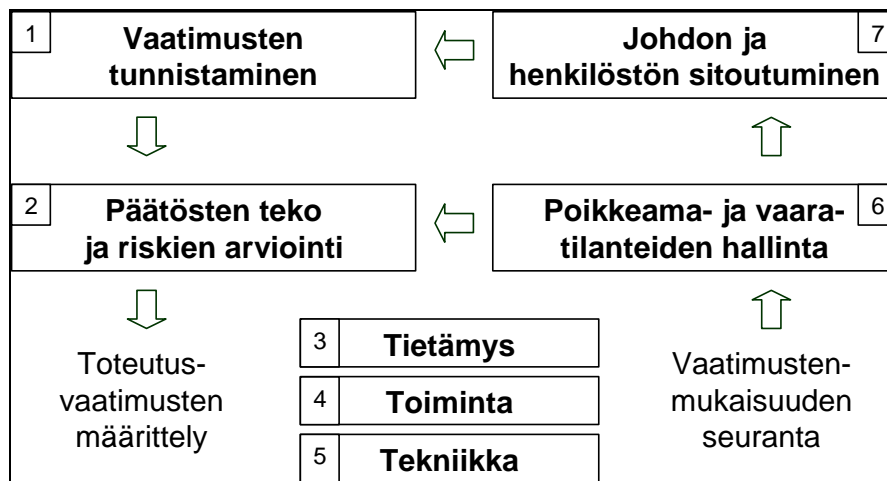 1
Vaatimusten
tunnistaminen
7
Johdon ja
henkilöstön sitoutuminen
2
Päätösten teko
ja riskien arviointi
6
Poikkeama- ja vaara-
tilanteiden hallinta
Toteutus-
vaatimusten
määrittely
3
Tietämys
4
Toiminta
5
Tekniikka
Vaatimusten-
mukaisuuden
seuranta